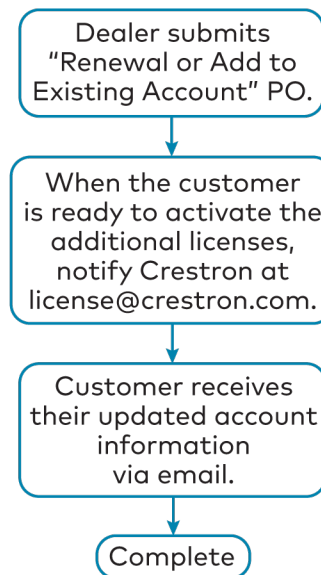 Dealer submits
“Renewal or Add to
Existing Account” PO.
When the customer
is ready to activate the
additional licenses,
notify Crestron at
license@crestron.com.
Customer receives
their updated account
information
via email.
Complete